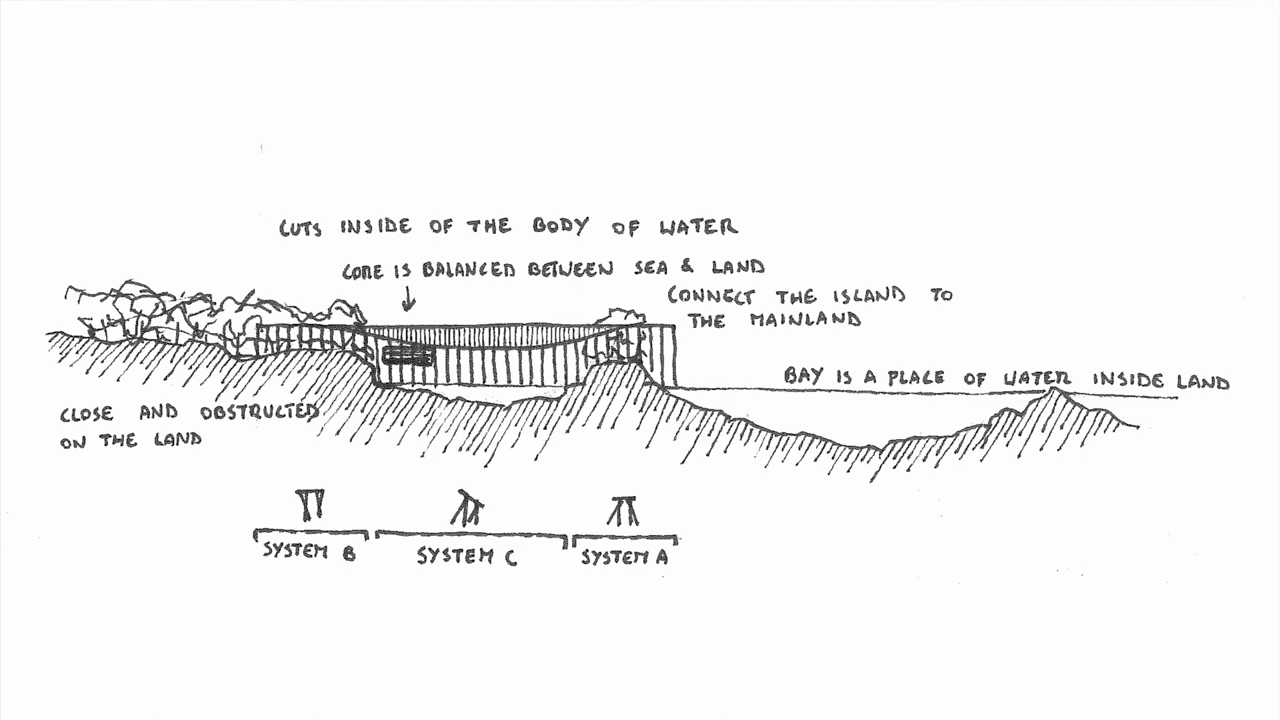 CUTS INSIDE OF THE BODY OF WATER
CORE IS BALANCED BETWEEN SEA & LAND
CONNECT THE ISLAND TO
THE MAINLAND
BAY IS A PLACE OF WATER INSIDE LAND
CLOSE AND OBSTRUCTED
ON THE LAND
SYSTEM B
SYSTEM C
SYSTEM A